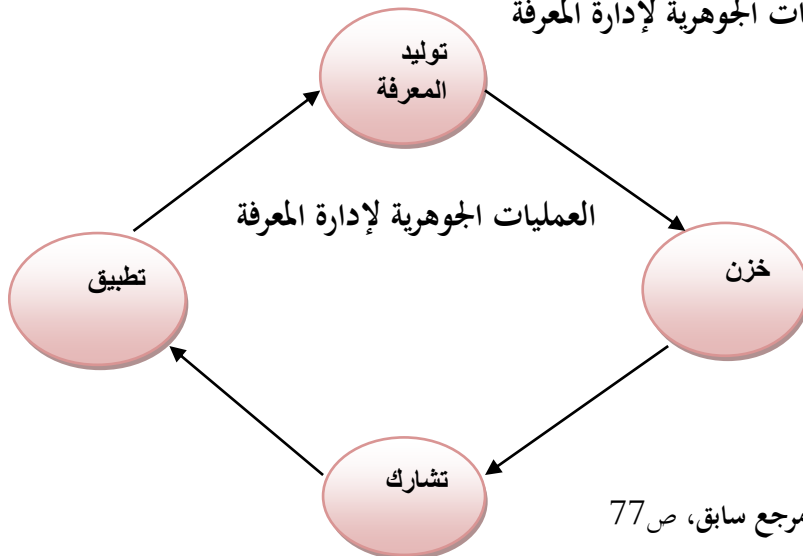 ات الجوهرية لإدارة المعرفة
توليد
المعرفة
العمليات الجوهرية لإدارة المعرفة
خزن
تطبيق
تشارك
مرجع سابق، ص77